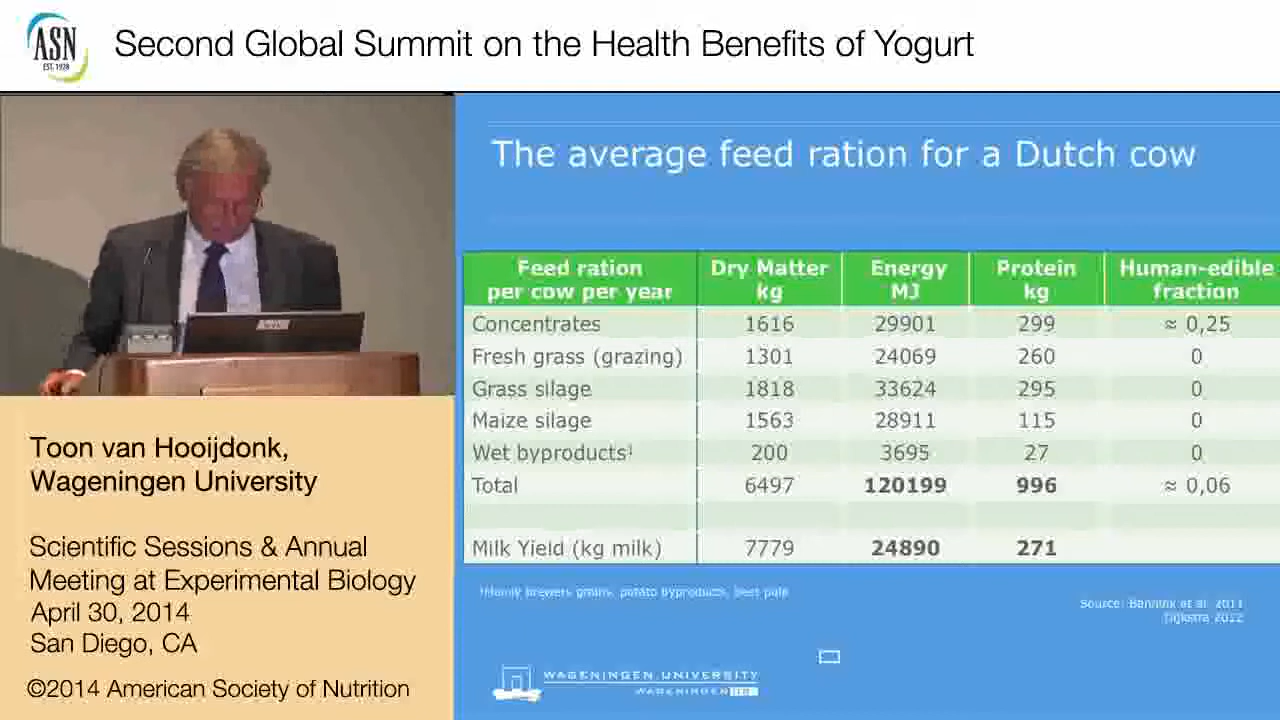 ASN
EST. 1928
Second Global Summit on the Health Benefits of Yogurt
The average feed ration for a Dutch cow
Feed ration per cow per year Dry Matter kg Energy MJ Protein kg Human-edible fraction
Concentrates 1616 29901 299 ≈ 0,25
Fresh grass (grazing) 1301 24069 260 0
Grass silage 1818 33624 295 0
Maize silage 1563 28911 115 0
Wet byproducts¹ 200 3695 27 0
Total 6497 120199 996 ≈ 0,06
Milk Yield (kg milk) 7779 24890 271
¹Mainly brewers grains, potato byproducts, beet pulp
Source: Bannink et al. 2011
Dijkstra 2012
WAGENINGEN UNIVERSITY
WAGENINGEN UR
Toon van Hooijdonk,
Wageningen University
Scientific Sessions & Annual
Meeting at Experimental Biology
April 30, 2014
San Diego, CA
©2014 American Society of Nutrition